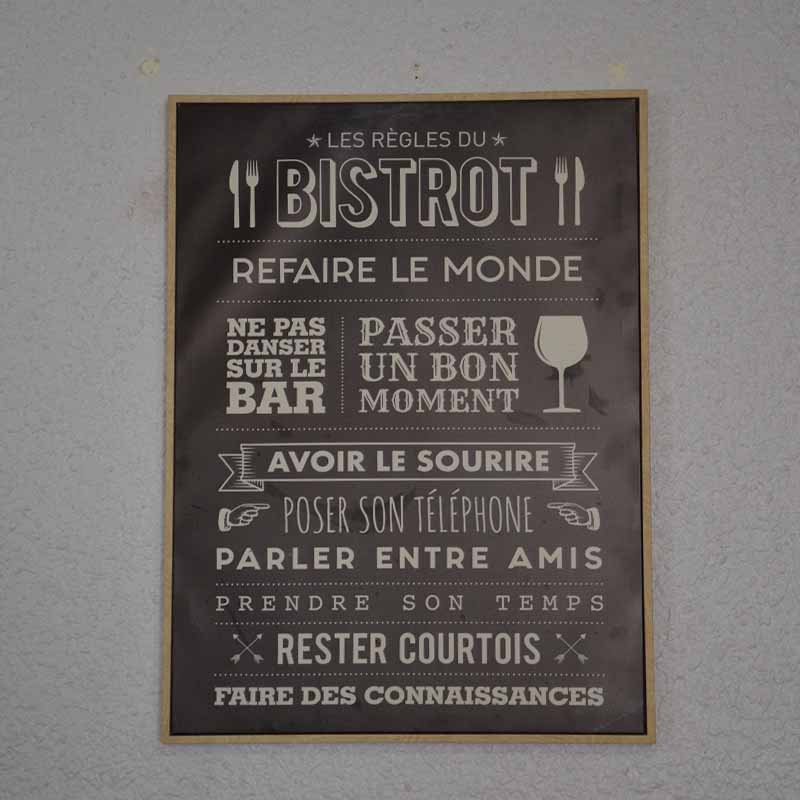 LES RÈGLES DU
BISTROT
REFAIRE LE MONDE
NE PAS
DANSER
SUR LE
BAR
PASSER
UN BON
MOMENT
AVOIR LE SOURIRE
POSER SON TÉLÉPHONE
PARLER ENTRE AMIS
PRENDRE SON TEMPS
RESTER COURTOIS
FAIRE DES CONNAISSANCES